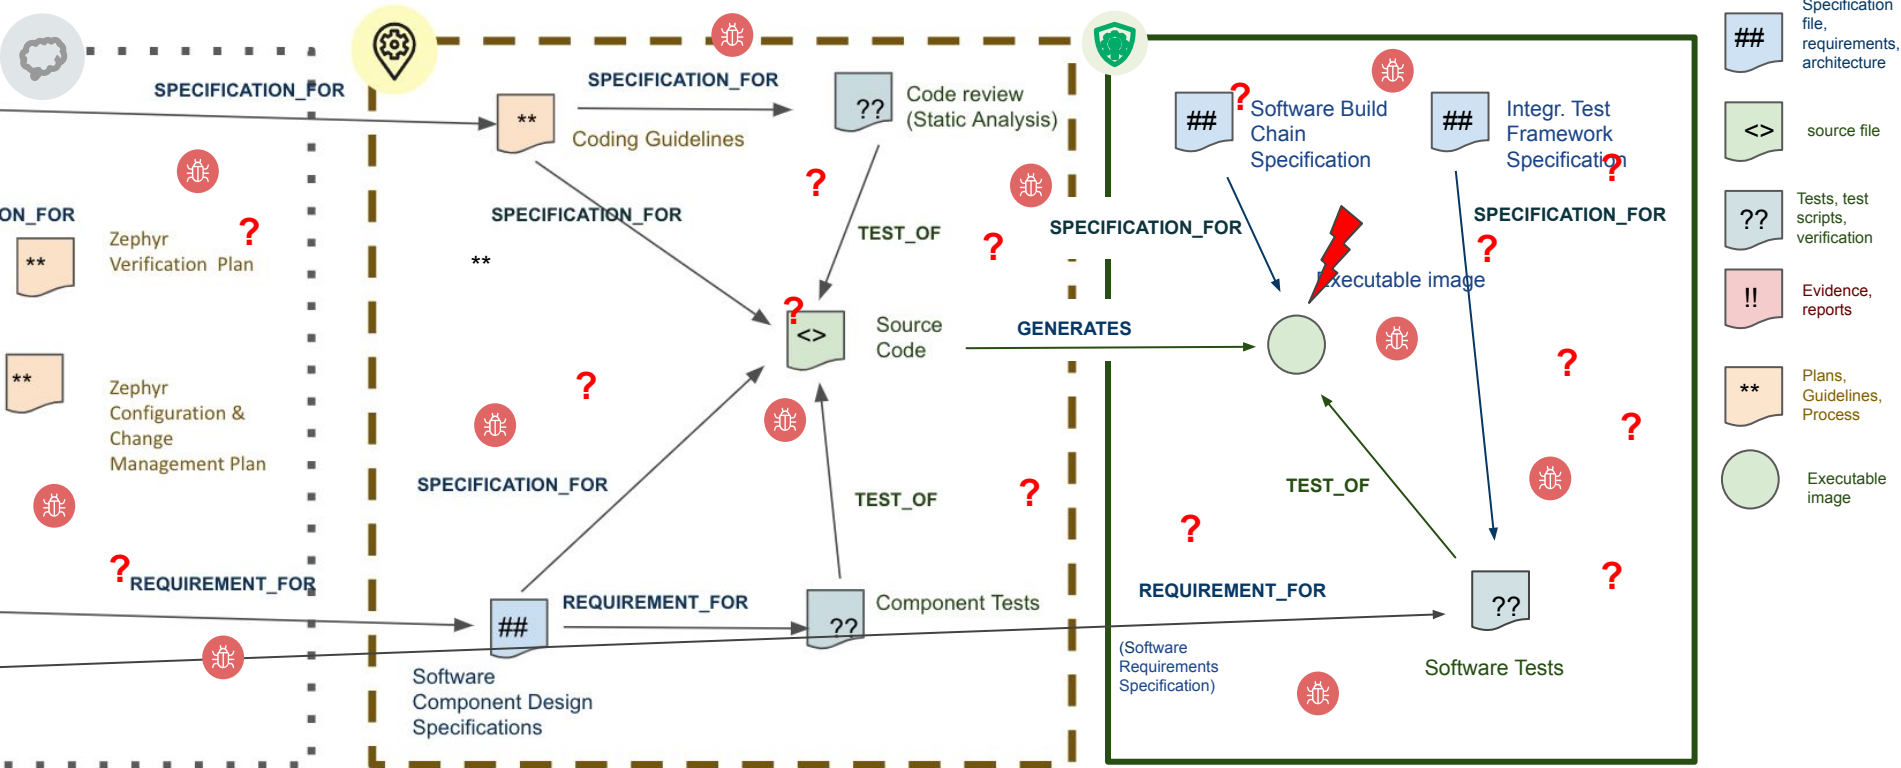 SPECIFICATION_FOR
**
ON_FOR
Zephyr
Verification Plan
?
**
Zephyr
Configuration &
Change
Management Plan
?
REQUIREMENT_FOR
**
Coding Guidelines
SPECIFICATION_FOR
??
Code review
(Static Analysis)
?
SPECIFICATION_FOR
TEST_OF
?
**
?
<>
Source
Code
?
SPECIFICATION_FOR
TEST_OF
?
##
Software
Component Design
Specifications
REQUIREMENT_FOR
??
Component Tests
GENERATES
##
?
Software Build
Chain
Specification
##
Integr. Test
Framework
Specification
?
SPECIFICATION_FOR
SPECIFICATION_FOR
?
Executable image
?
?
TEST_OF
?
?
REQUIREMENT_FOR
??
(Software
Requirements
Specification)
Software Tests
##
Specification
file,
requirements,
architecture
<>
source file
??
Tests, test
scripts,
verification
!!
Evidence,
reports
**
Plans,
Guidelines,
Process
Executable
image